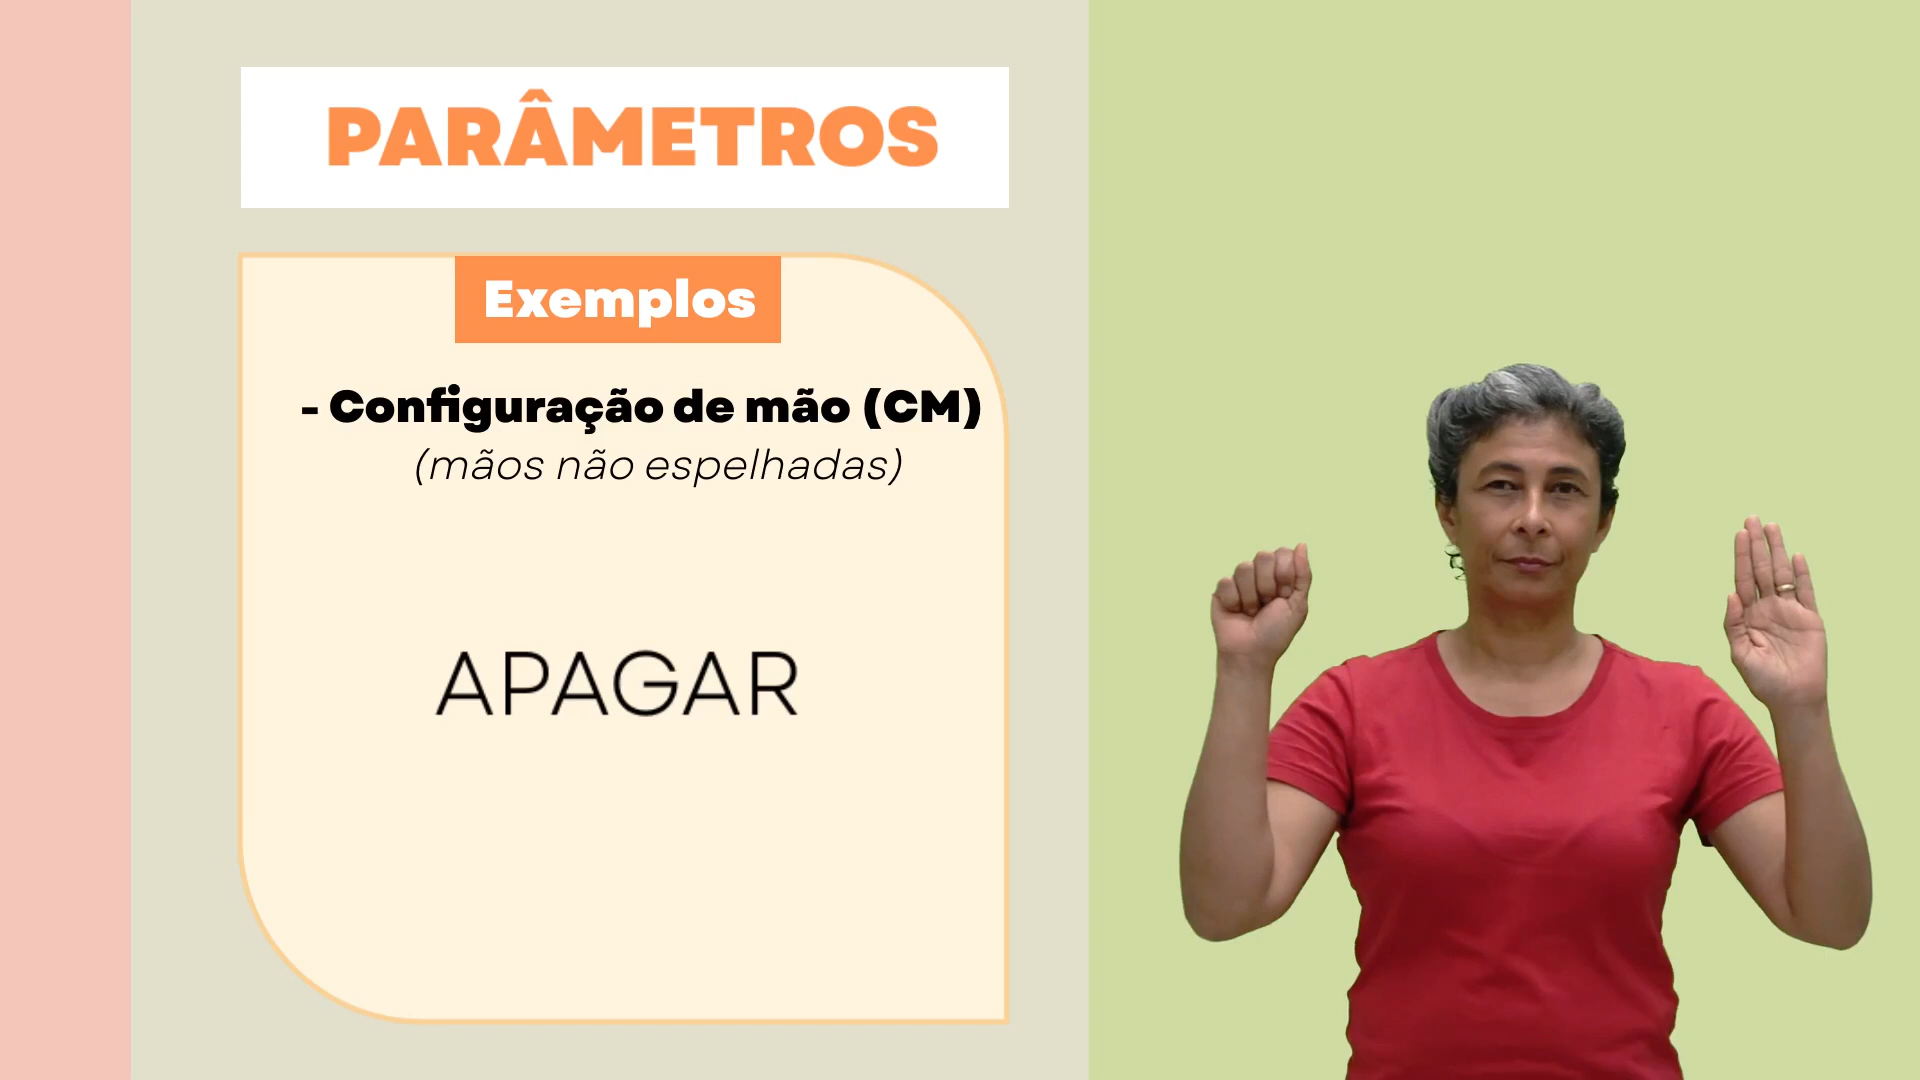 PARÂMETROS
Exemplos
- Configuração de mão (CM)
(mãos não espelhadas)
APAGAR